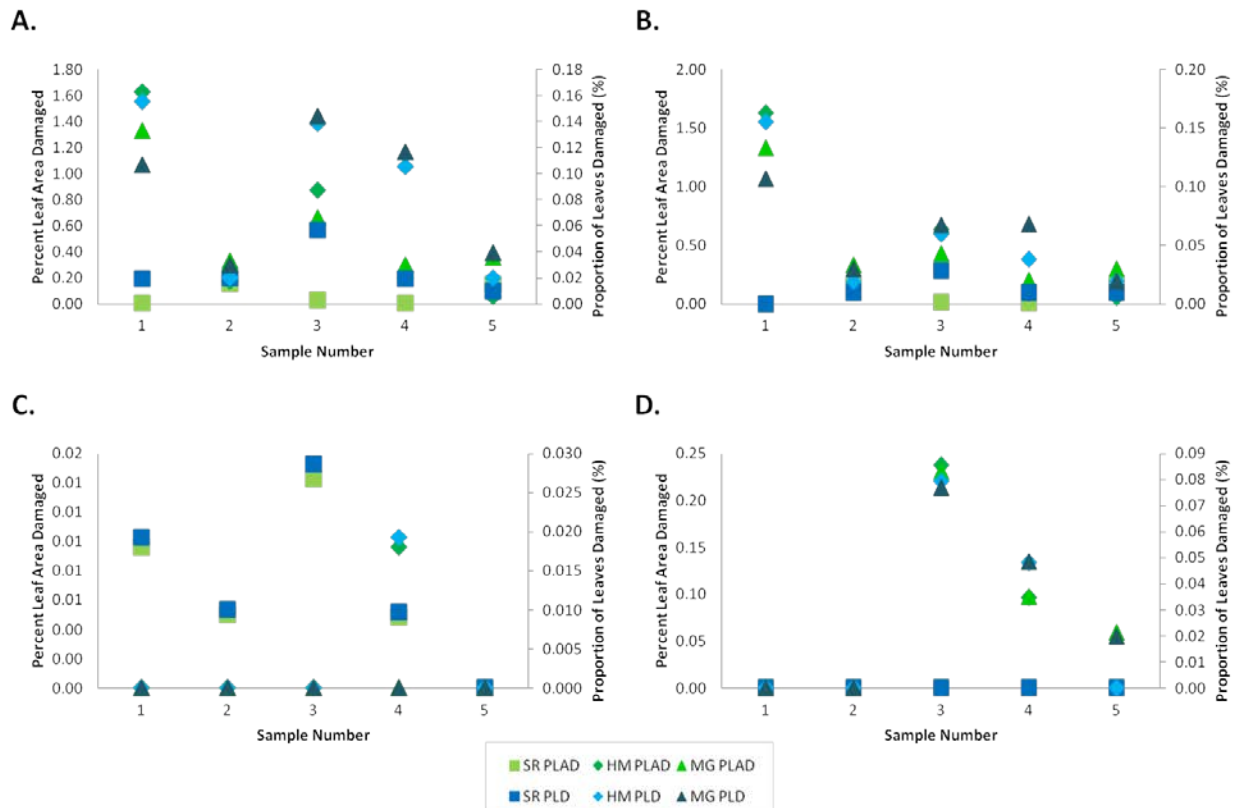 A.
Percent Leaf Area Damaged
1.80
1.60
1.40
1.20
1.00
0.80
0.60
0.40
0.20
0.00
0.18
0.16
0.14
0.12
0.10
0.08
0.06
0.04
0.02
0.00
Proportion of Leaves Damaged (%)
1 2 3 4 5
Sample Number
B.
Percent Leaf Area Damaged
2.00
1.50
1.00
0.50
0.00
0.20
0.15
0.10
0.05
0.00
Proportion of Leaves Damaged (%)
1 2 3 4 5
Sample Number
C.
Percent Leaf Area Damaged
0.02
0.01
0.01
0.01
0.01
0.01
0.00
0.00
0.00
0.030
0.025
0.020
0.015
0.010
0.005
0.000
Proportion of Leaves Damaged (%)
1 2 3 4 5
Sample Number
D.
Percent Leaf Area Damaged
0.25
0.20
0.15
0.10
0.05
0.00
0.09
0.08
0.07
0.06
0.05
0.04
0.03
0.02
0.01
0.00
Proportion of Leaves Damaged (%)
1 2 3 4 5
Sample Number
SR PLAD HM PLAD MG PLAD
SR PLD HM PLD MG PLD